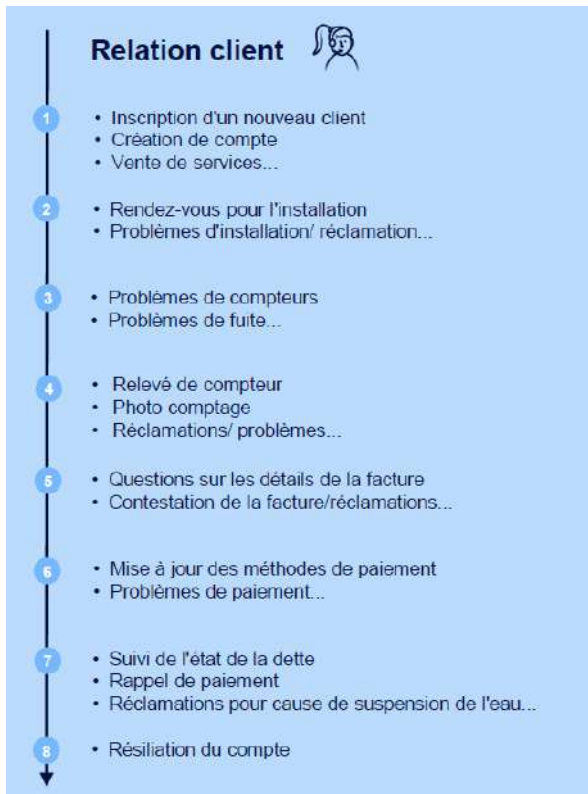 Relation client
1
• Inscription d'un nouveau client
• Création de compte
• Vente de services...
2
• Rendez-vous pour l'installation
• Problèmes d'installation/ réclamation...
3
• Problèmes de compteurs
• Problèmes de fuite...
4
• Relevé de compteur
• Photo comptage
• Réclamations/ problèmes...
5
• Questions sur les détails de la facture
• Contestation de la facture/réclamations...
6
• Mise à jour des méthodes de paiement
• Problèmes de paiement...
7
• Suivi de l'état de la dette
• Rappel de paiement
• Réclamations pour cause de suspension de l'eau...
8
• Résiliation du compte